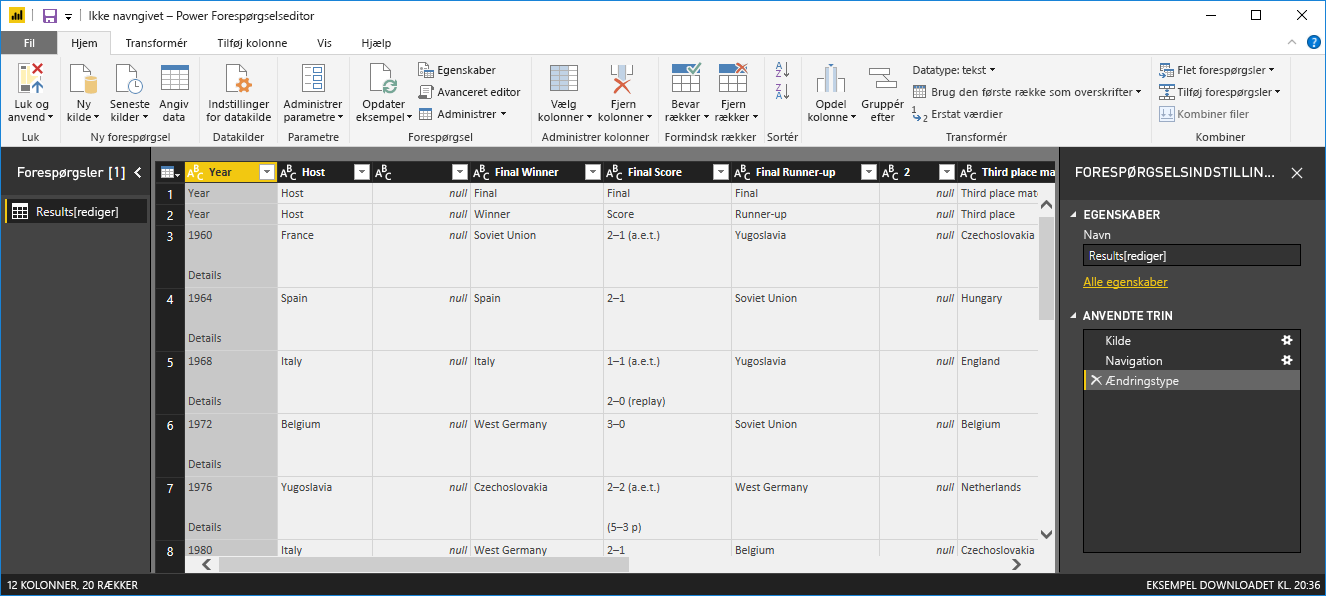 Ikke navngivet – Power Forespørgselseditor
Fil Hjem Transformér Tilføj kolonne Vis Hjælp
Luk og anvend
Ny kilde
Seneste kilder
Angiv data
Indstillinger for datakilde
Administrer parametre
Opdater eksempel
Egenskaber
Avanceret editor
Administrer
Vælg kolonner
Fjern kolonner
Bevar rækker
Fjern rækker
Opdel kolonne
Gruppér efter
Datatype: tekst
Brug den første række som overskrifter
Erstat værdier
Flet forespørgsler
Tilføj forespørgsler
Kombiner filer
Luk Ny forespørgsel Datakilder Parametre Forespørgsel Administrer kolonner Formindsk rækker Sortér Transformér Kombiner
Forespørgsler [1]
Results[rediger]
Year Host Final Winner Final Score Final Runner-up 2 Third place ma
1 Year Host null Final Final Final null Third place mat
2 Year Host null Winner Score Runner-up null Third place
3 1960 France null Soviet Union 2–1 (a.e.t.) Yugoslavia null Czechoslovakia
Details
4 1964 Spain null Spain 2–1 Soviet Union null Hungary
Details
5 1968 Italy null Italy 1–1 (a.e.t.) Yugoslavia null England
Details 2–0 (replay)
6 1972 Belgium null West Germany 3–0 Soviet Union null Belgium
Details
7 1976 Yugoslavia null Czechoslovakia 2–2 (a.e.t.) West Germany null Netherlands
Details (5–3 p)
8 1980 Italy null West Germany 2–1 Belgium null Czechoslovakia
FORESPØRGSELSINDSTILLIN...
EGENSKABER
Navn
Results[rediger]
Alle egenskaber
ANVENDTE TRIN
Kilde
Navigation
Ændringstype
12 KOLONNER, 20 RÆKKER
EKSEMPEL DOWNLOADET KL. 20:36